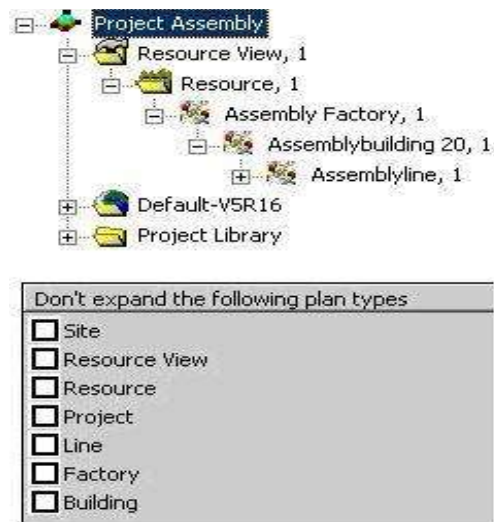 Project Assembly
Resource View, 1
Resource, 1
Assembly Factory, 1
Assemblybuilding 20, 1
Assemblyline, 1
Default-V5R16
Project Library
Don't expand the following plan types
Site
Resource View
Resource
Project
Line
Factory
Building